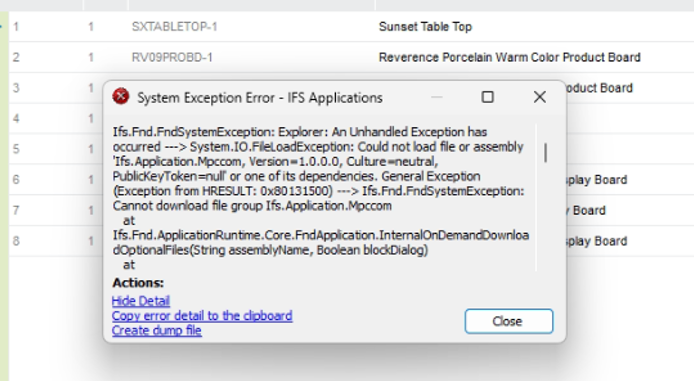 1 1 SXTABLETOP-1 Sunset Table Top
2 1 RV09PROBD-1 Reverence Porcelain Warm Color Product Board
3 1 oduct Board
4 1
5 1
6 1 splay Board
7 1 y Board
8 1 splay Board
System Exception Error - IFS Applications
Ifs.Fnd.FndSystemException: Explorer: An Unhandled Exception has
occurred ---> System.IO.FileLoadException: Could not load file or assembly
'Ifs.Application.Mpccom, Version=1.0.0.0, Culture=neutral,
PublicKeyToken=null' or one of its dependencies. General Exception
(Exception from HRESULT: 0x80131500) ---> Ifs.Fnd.FndSystemException:
Cannot download file group Ifs.Application.Mpccom
at
Ifs.Fnd.ApplicationRuntime.Core.FndApplication.InternalOnDemandDownloa
dOptionalFiles(String assemblyName, Boolean blockDialog)
at
Actions:
Hide Detail
Copy error detail to the clipboard
Create dump file
Close